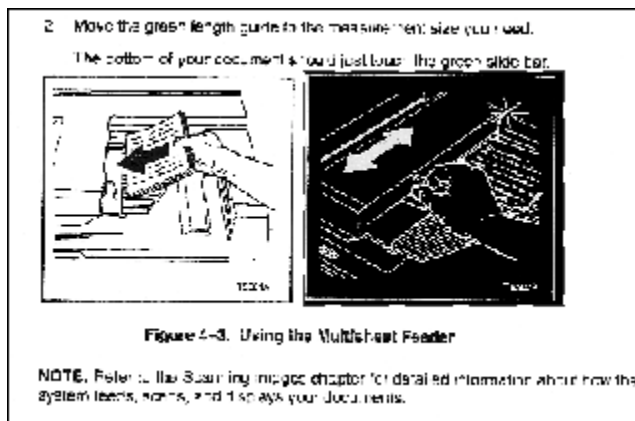 2 Move the green length guide to the measurement size you need.
The bottom of your document should just touch the green slide bar.
Figure 4-3. Using the Multisheet Feeder
NOTE. Refer to the Scanning Images chapter for detailed information about how the
system feeds, scans, and displays your documents.